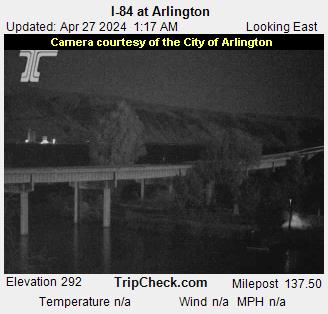 I-84 at Arlington
Updated: Apr 27 2024 1:17 AM Looking East
Camera courtesy of the City of Arlington
Elevation 292 TripCheck.com Milepost 137.50
Temperature n/a Wind n/a MPH n/a